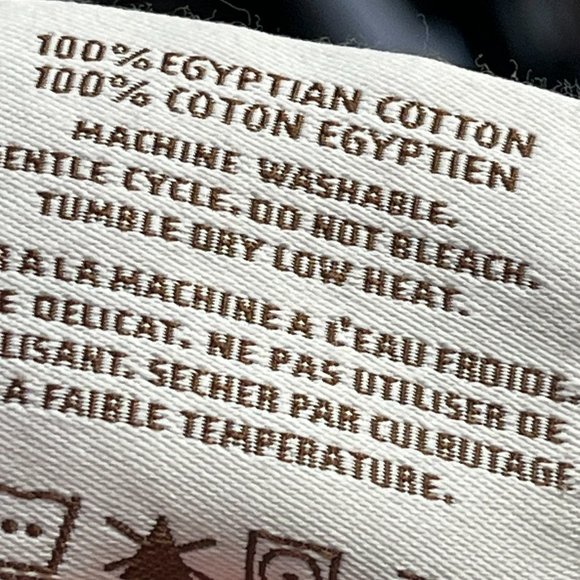 100% EGYPTIAN COTTON
100% COTON EGYPTIEN
MACHINE WASHABLE.
ENTLE CYCLE. DO NOT BLEACH.
TUMBLE DRY LOW HEAT.
A LA MACHINE A L'EAU FROIDE.
DELICAT. NE PAS UTILISER DE
LISANT. SECHER PAR CULBUTAGE
A FAIBLE TEMPERATURE.